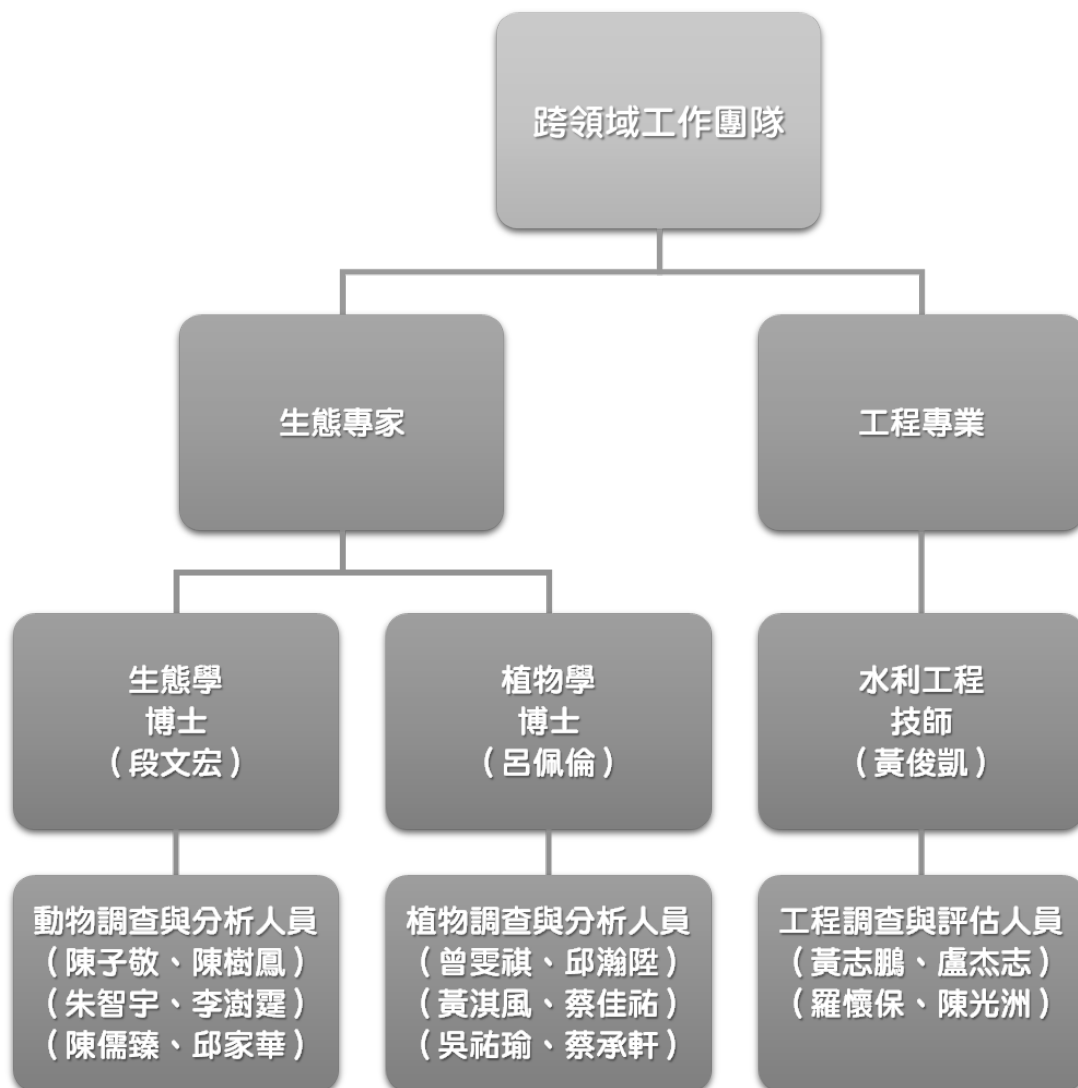 跨領域工作團隊
生態專家
工程專業
生態學
博士
（段文宏）
植物學
博士
（呂佩倫）
水利工程
技師
（黃俊凱）
動物調查與分析人員
（陳子敬、陳樹鳳）
（朱智宇、李澍霆）
（陳儒臻、邱家華）
植物調查與分析人員
（曾雯祺、邱瀚陞）
（黃淇風、蔡佳祐）
（吳祐瑜、蔡承軒）
工程調查與評估人員
（黃志鵬、盧杰志）
（羅懷保、陳光洲）